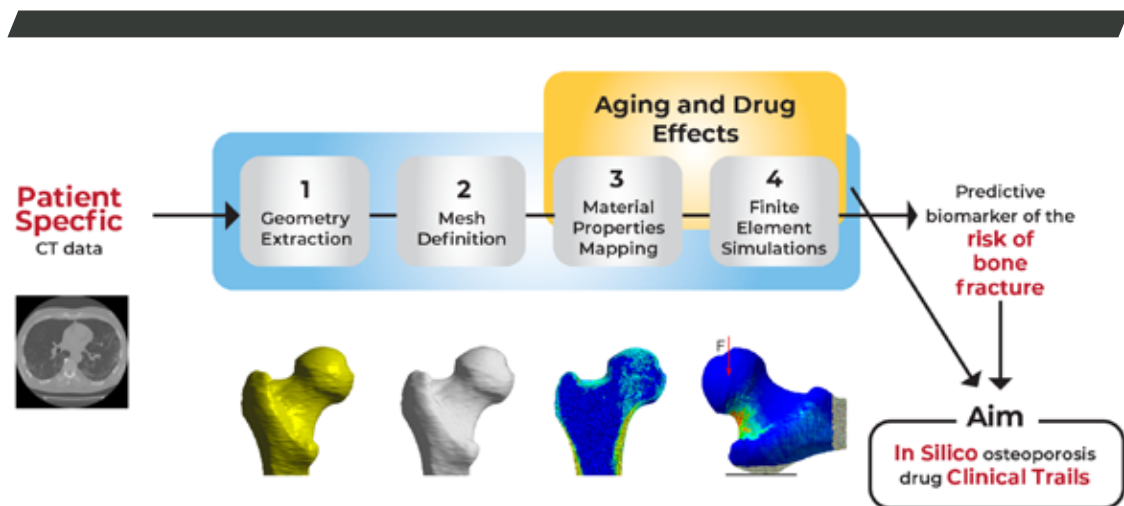 Aging and Drug
Effects
Patient
Specfic
CT data
1
Geometry
Extraction
2
Mesh
Definition
3
Material
Properties
Mapping
4
Finite
Element
Simulations
Predictive
biomarker of the
risk of
bone
fracture
F
Aim
In Silico osteoporosis
drug Clinical Trails